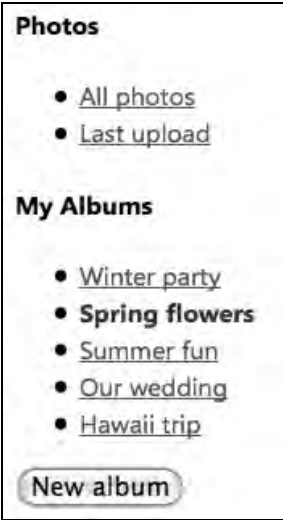 Photos
All photos
Last upload
My Albums
Winter party
Spring flowers
Summer fun
Our wedding
Hawaii trip
New album